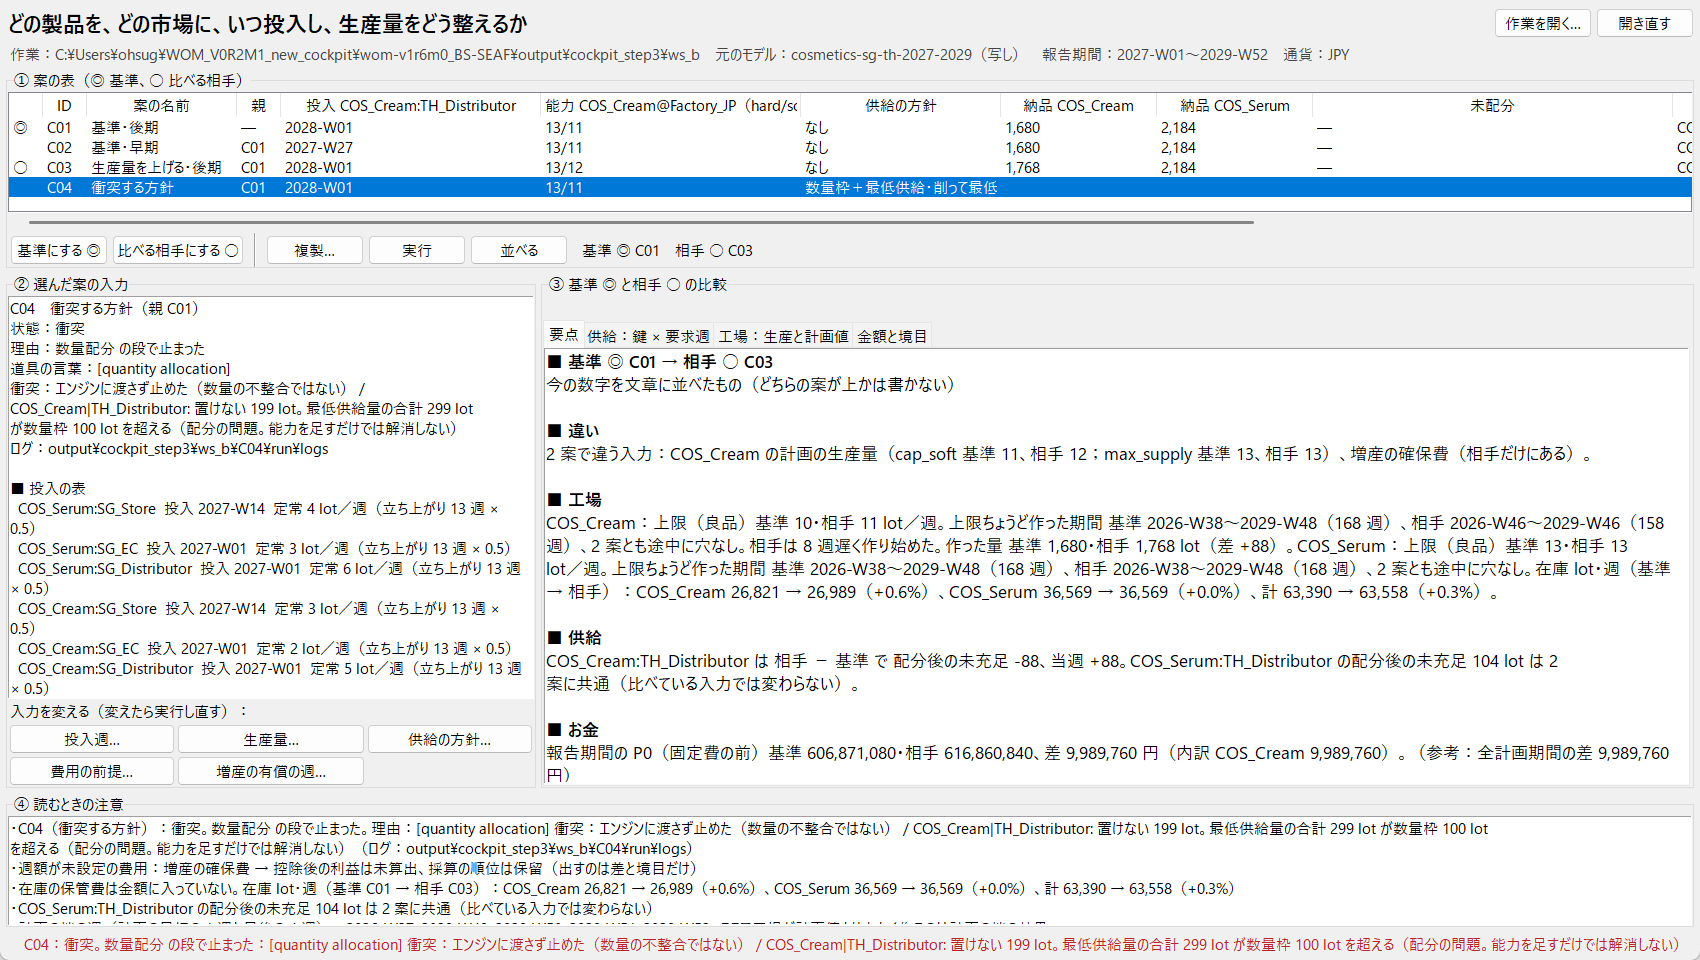 どの製品を、どの市場に、いつ投入し、生産量をどう整えるか
作業を開く... 開き直す
作業：C:¥Users¥ohsug¥WOM_V0R2M1_new_cockpit¥wom-v1r6m0_BS-SEAF¥output¥cockpit_step3¥ws_b 元のモデル：cosmetics-sg-th-2027-2029（写し） 報告期間：2027-W01～2029-W52 通貨：JPY
① 案の表（◎ 基準、○ 比べる相手）
ID 案の名前 親 投入 COS_Cream:TH_Distributor 能力 COS_Cream@Factory_JP（hard/sc 供給の方針 納品 COS_Cream 納品 COS_Serum 未配分
◎ C01 基準・後期 — 2028-W01 13/11 なし 1,680 2,184 — CC
C02 基準・早期 C01 2027-W27 13/11 なし 1,680 2,184 — CC
○ C03 生産量を上げる・後期 C01 2028-W01 13/12 なし 1,768 2,184 — CC
C04 衝突する方針 C01 2028-W01 13/11 数量枠＋最低供給・削って最低
基準にする ◎ 比べる相手にする ○ 複製... 実行 並べる 基準 ◎ C01 相手 ○ C03
② 選んだ案の入力
C04 衝突する方針（親 C01）
状態：衝突
理由：数量配分 の段で止まった
道具の言葉：[quantity allocation]
衝突：エンジンに渡さず止めた（数量の不整合ではない） /
COS_Cream|TH_Distributor: 置けない 199 lot。最低供給量の合計 299 lot
が数量枠 100 lot を超える（配分の問題。能力を足すだけでは解消しない）
ログ：output¥cockpit_step3¥ws_b¥C04¥run¥logs
■ 投入の表
COS_Serum:SG_Store 投入 2027-W14 定常 4 lot／週（立ち上がり 13 週 ×
0.5）
COS_Serum:SG_EC 投入 2027-W01 定常 3 lot／週（立ち上がり 13 週 × 0.5）
COS_Serum:SG_Distributor 投入 2027-W01 定常 6 lot／週（立ち上がり 13 週
× 0.5）
COS_Cream:SG_Store 投入 2027-W14 定常 3 lot／週（立ち上がり 13 週 ×
0.5）
COS_Cream:SG_EC 投入 2027-W01 定常 2 lot／週（立ち上がり 13 週 × 0.5）
COS_Cream:SG_Distributor 投入 2027-W01 定常 5 lot／週（立ち上がり 13 週
× 0.5）
入力を変える（変えたら実行し直す）：
投入週... 生産量... 供給の方針...
費用の前提... 増産の有償の週...
③ 基準 ◎ と相手 ○ の比較
要点 供給：鍵 × 要求週 工場：生産と計画値 金額と境目
■ 基準 ◎ C01 → 相手 ○ C03
今の数字を文章に並べたもの（どちらの案が上かは書かない）
■ 違い
2 案で違う入力：COS_Cream の計画の生産量（cap_soft 基準 11、相手 12；max_supply 基準 13、相手 13）、増産の確保費（相手だけにある）。
■ 工場
COS_Cream：上限（良品）基準 10・相手 11 lot／週。上限ちょうど作った期間 基準 2026-W38～2029-W48（168 週）、相手 2026-W46～2029-W46（158
週）、2 案とも途中に穴なし。相手は 8 週遅く作り始めた。作った量 基準 1,680・相手 1,768 lot（差 +88）。COS_Serum：上限（良品）基準 13・相手 13
lot／週。上限ちょうど作った期間 基準 2026-W38～2029-W48（168 週）、相手 2026-W38～2029-W48（168 週）、2 案とも途中に穴なし。在庫 lot・週（基準
→ 相手）：COS_Cream 26,821 → 26,989（+0.6%）、COS_Serum 36,569 → 36,569（+0.0%）、計 63,390 → 63,558（+0.3%）。
■ 供給
COS_Cream:TH_Distributor は 相手 － 基準 で 配分後の未充足 -88、当週 +88。COS_Serum:TH_Distributor の配分後の未充足 104 lot は 2
案に共通（比べている入力では変わらない）。
■ お金
報告期間の P0（固定費の前）基準 606,871,080・相手 616,860,840、差 9,989,760 円（内訳 COS_Cream 9,989,760）。（参考：全計画期間の差 9,989,760
円）
④ 読むときの注意
・C04（衝突する方針）：衝突。数量配分 の段で止まった。理由：[quantity allocation] 衝突：エンジンに渡さず止めた（数量の不整合ではない） / COS_Cream|TH_Distributor: 置けない 199 lot。最低供給量の合計 299 lot が数量枠 100 lot
を超える（配分の問題。能力を足すだけでは解消しない）（ログ：output¥cockpit_step3¥ws_b¥C04¥run¥logs）
・週額が未設定の費用：増産の確保費 → 控除後の利益は未算出、採算の順位は保留（出すのは差と境目だけ）
・在庫の保管費は金額に入っていない。在庫 lot・週（基準 C01 → 相手 C03）：COS_Cream 26,821 → 26,989（+0.6%）、COS_Serum 36,569 → 36,569（+0.0%）、計 63,390 → 63,558（+0.3%）
・COS_Serum:TH_Distributor の配分後の未充足 104 lot は 2 案に共通（比べている入力では変わらない）
C04：衝突。数量配分 の段で止まった：[quantity allocation] 衝突：エンジンに渡さず止めた（数量の不整合ではない） / COS_Cream|TH_Distributor: 置けない 199 lot。最低供給量の合計 299 lot が数量枠 100 lot を超える（配分の問題。能力を足すだけでは解消しない）